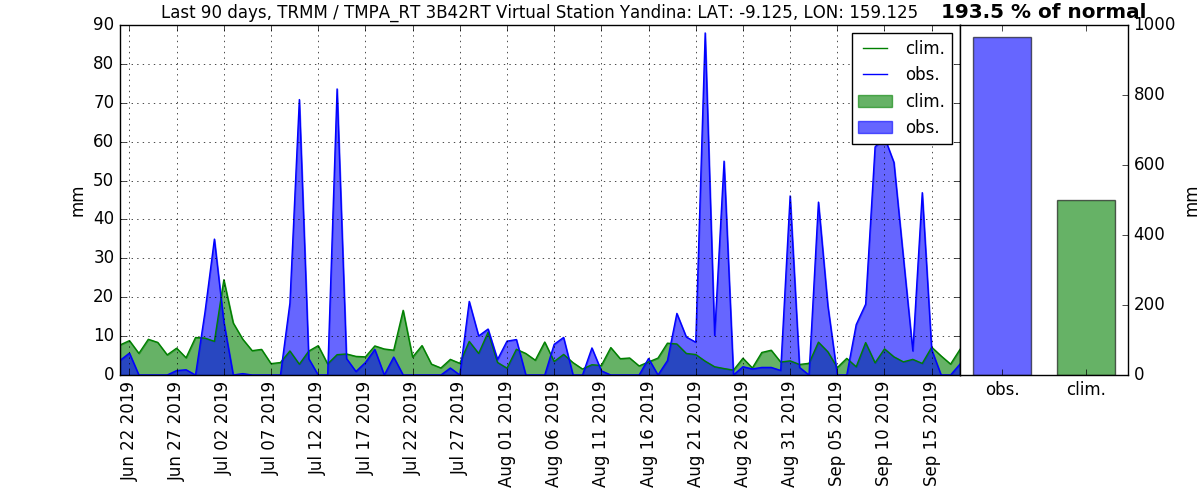 Last 90 days, TRMM / TMPA_RT 3B42RT Virtual Station Yandina: LAT: -9.125, LON: 159.125
193.5 % of normal
90
80
70
60
50
40
30
20
10
0
mm
clim.
obs.
clim.
obs.
1000
800
600
400
200
0
mm
obs.
clim.
Jun 22 2019
Jun 27 2019
Jul 02 2019
Jul 07 2019
Jul 12 2019
Jul 17 2019
Jul 22 2019
Jul 27 2019
Aug 01 2019
Aug 06 2019
Aug 11 2019
Aug 16 2019
Aug 21 2019
Aug 26 2019
Aug 31 2019
Sep 05 2019
Sep 10 2019
Sep 15 2019